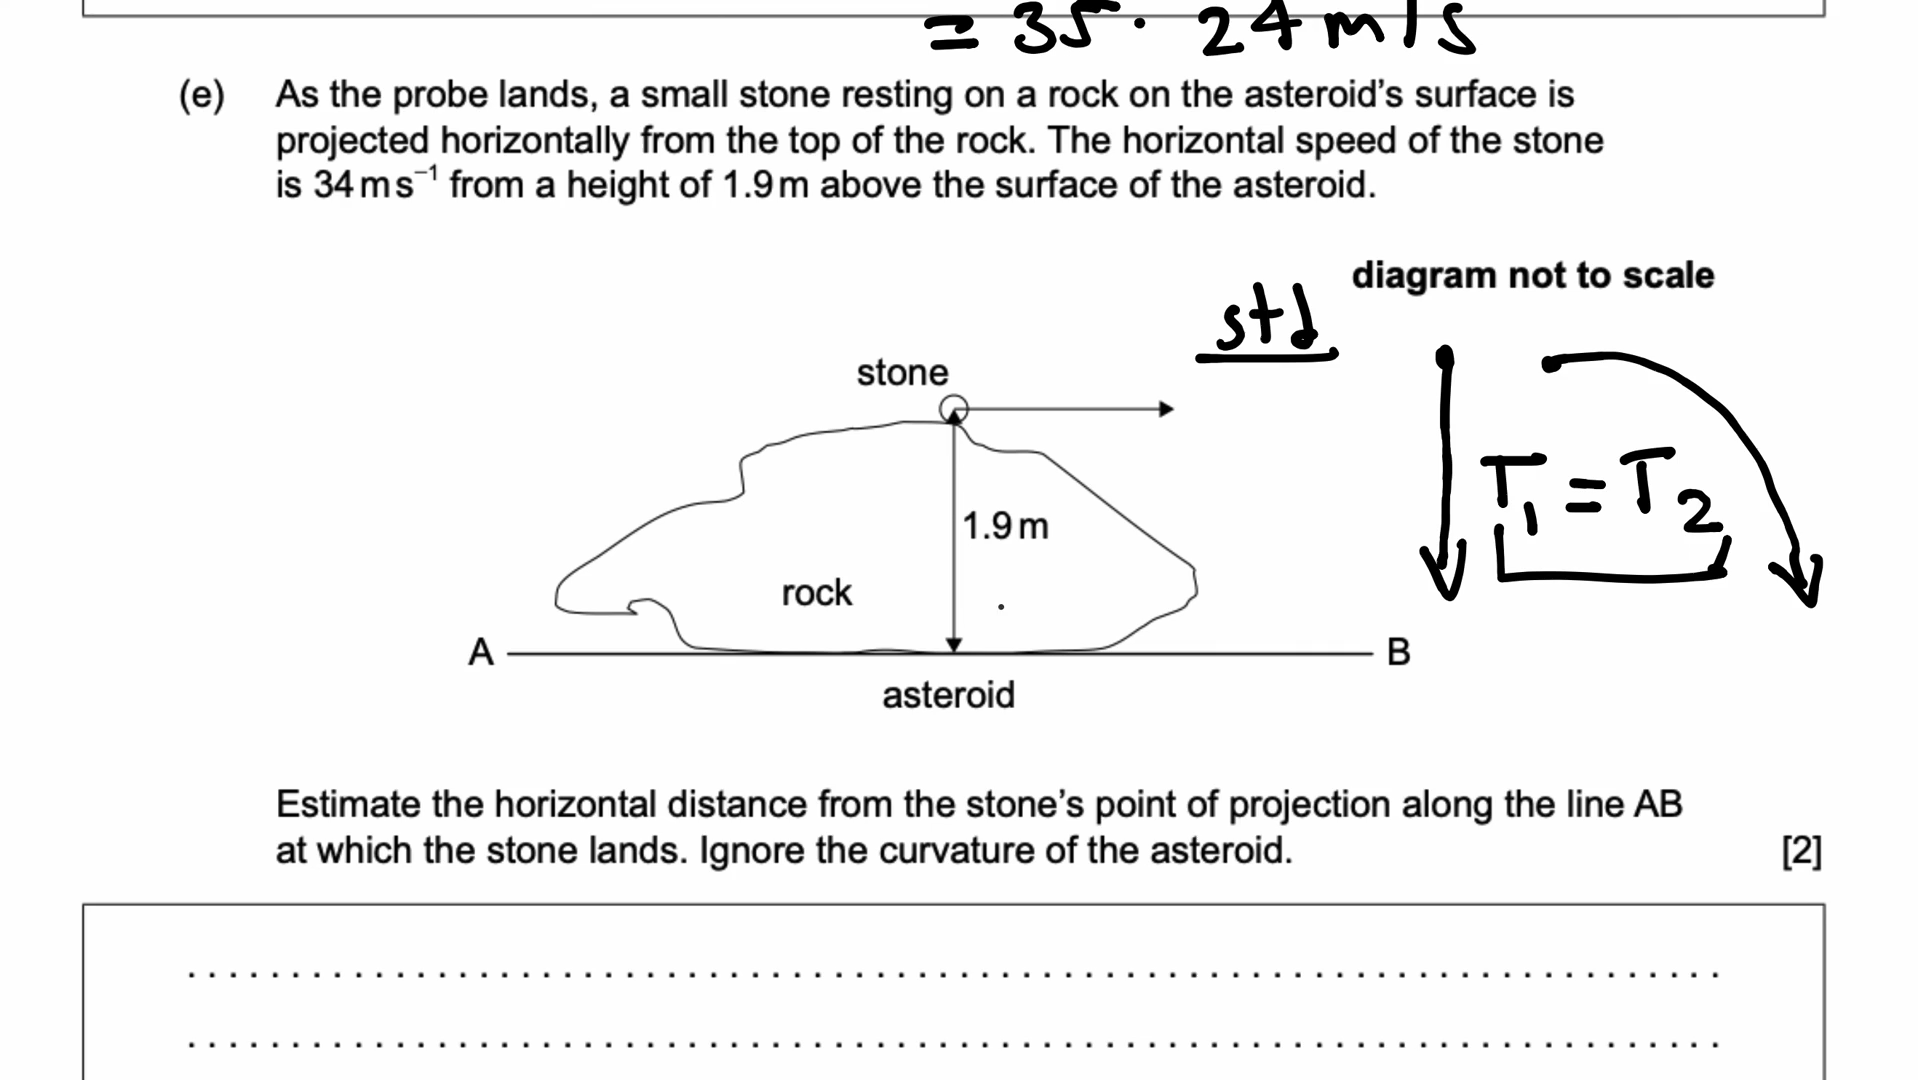 = 35.24 m/s
(e) As the probe lands, a small stone resting on a rock on the asteroid's surface is
projected horizontally from the top of the rock. The horizontal speed of the stone
is 34 m s⁻¹ from a height of 1.9 m above the surface of the asteroid.
diagram not to scale
std
stone
T₁ = T₂
1.9 m
rock
A B
asteroid
Estimate the horizontal distance from the stone's point of projection along the line AB
at which the stone lands. Ignore the curvature of the asteroid. [2]